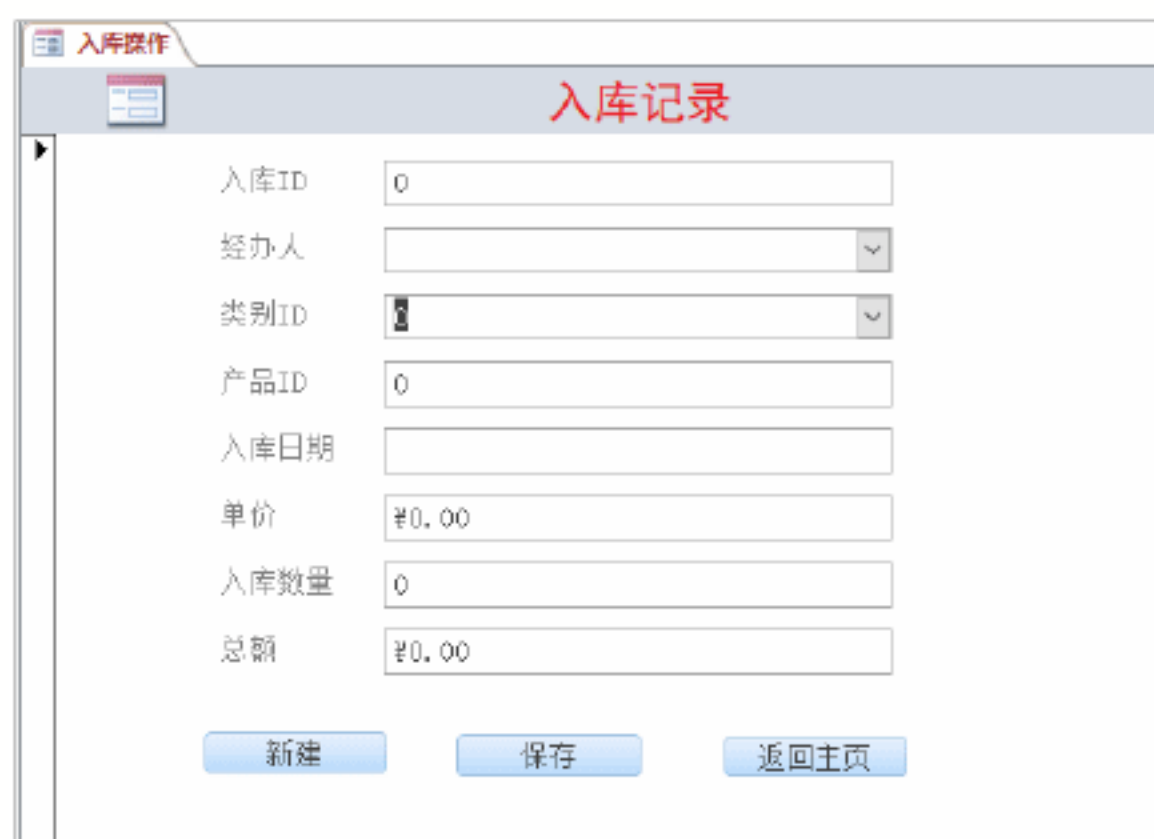 入库操作
入库记录
入库ID 0
经办人
类别ID 0
产品ID 0
入库日期
单价 ¥0.00
入库数量 0
总额 ¥0.00
新建 保存 返回主页